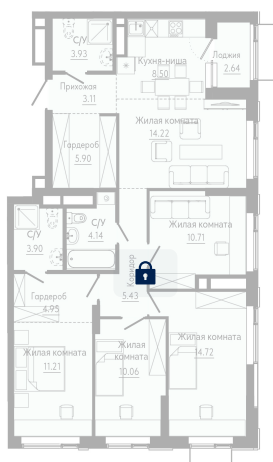 С/У
3.93
Кухня-ниша
8.50
Лоджия
2.64
Прихожая
3.11
Жилая комната
14.22
Гардероб
5.90
С/У
3.90
С/У
4.14
Жилая комната
10.71
Коридор
5.43
Гардероб
4.95
Жилая комната
11.21
Жилая комната
10.06
Жилая комната
14.72